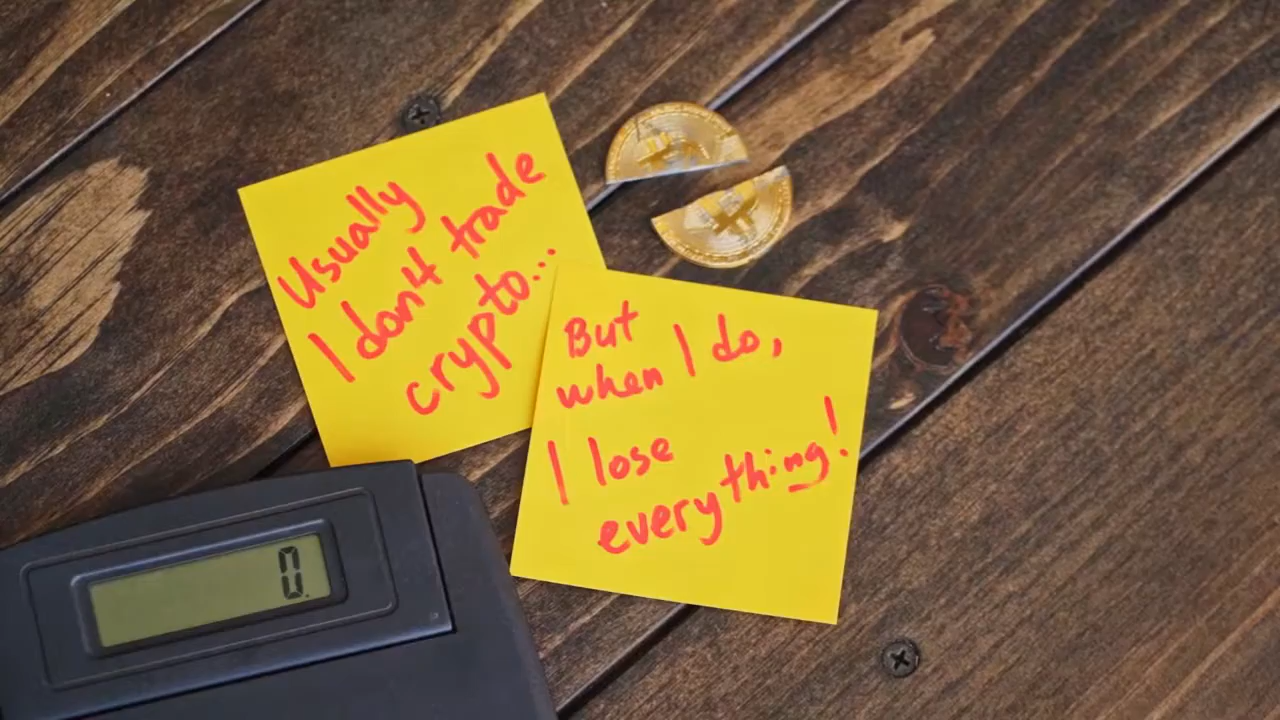 Usually
I don't trade
crypto...
But
when I do,
I lose
everything!
0.